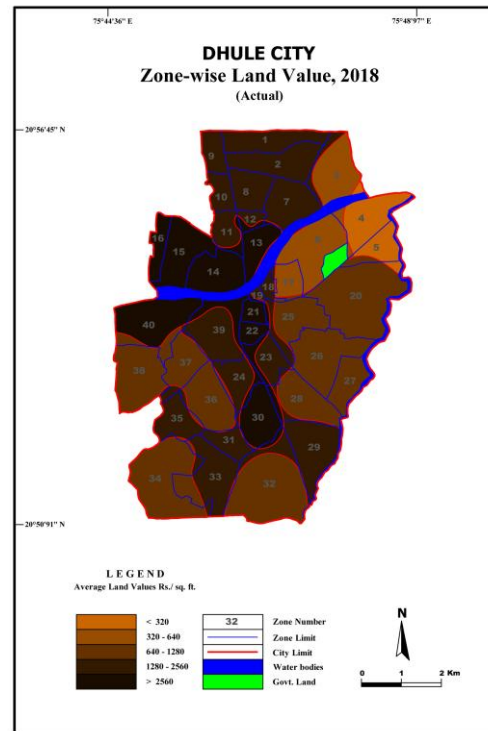 75°44'36" E
75°48'97" E
DHULE CITY
Zone-wise Land Value, 2018
(Actual)
20°56'45" N
1
2
9
3
8
10
7
4
12
11
6
13
16
5
15
14
18
20
19
21
25
40
39
22
23
26
37
38
24
27
36
28
30
35
31
29
33
34
32
20°50'91" N
LEGEND
Average Land Values Rs./ sq. ft.
< 320
320 - 640
640 - 1280
1280 - 2560
> 2560
32 Zone Number
Zone Limit
City Limit
Water bodies
Govt. Land
N
0 1 2 Km